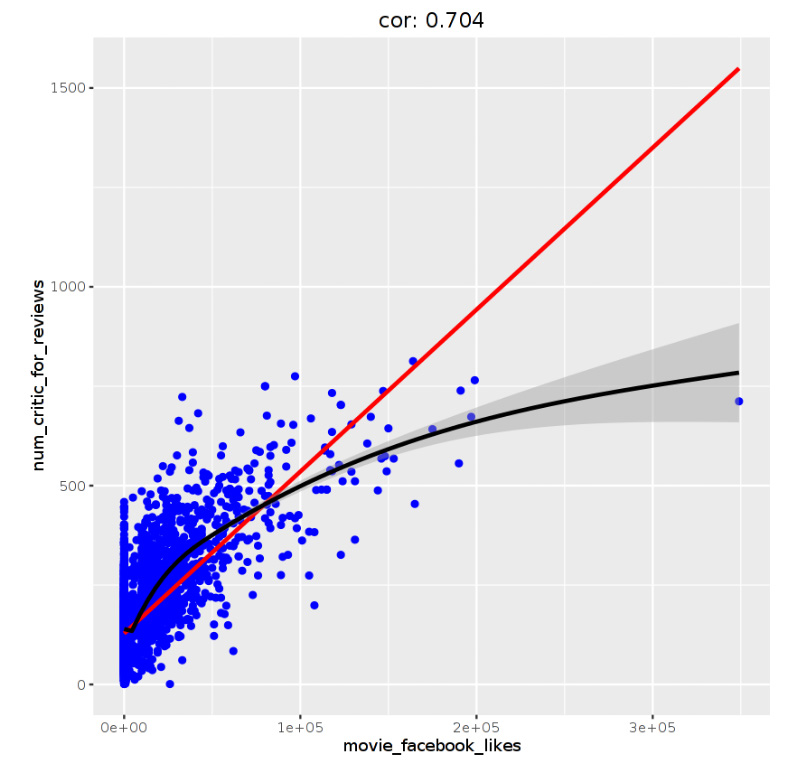 cor: 0.704
1500
1000
500
0
num_critic_for_reviews
0e+00 1e+05 2e+05 3e+05
movie_facebook_likes